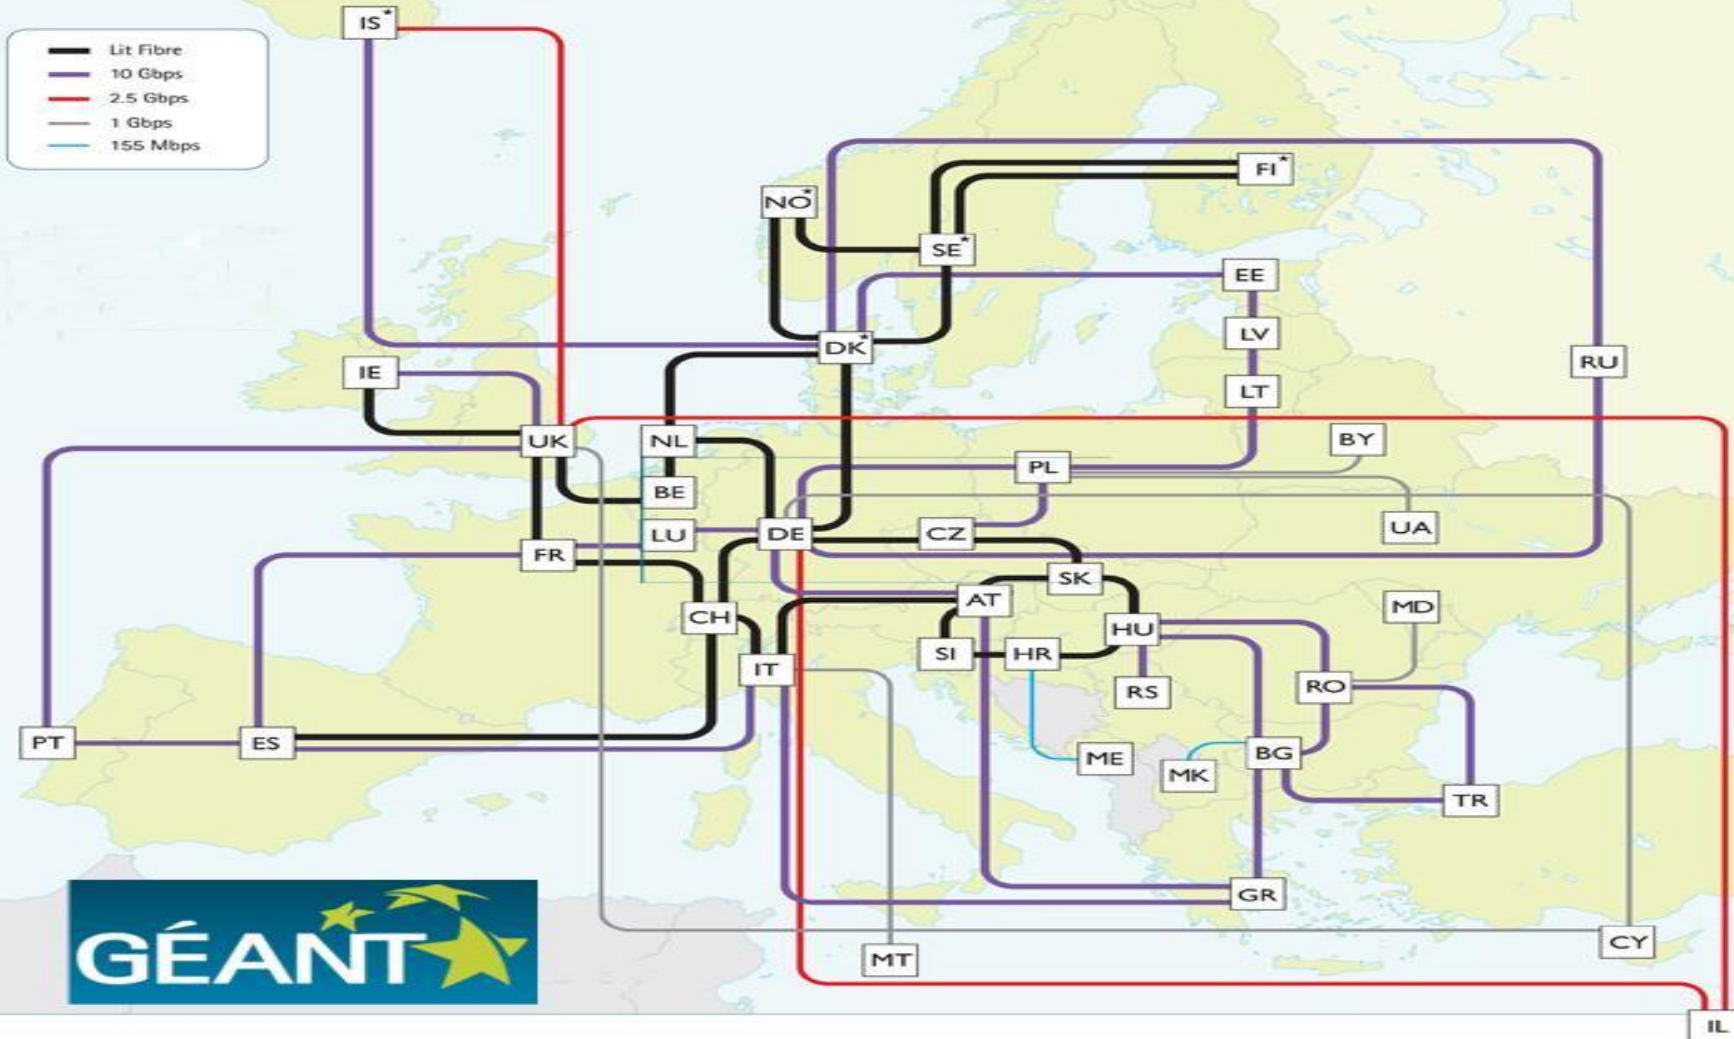 IS*
Lit Fibre
10 Gbps
2.5 Gbps
1 Gbps
155 Mbps
FI*
NO*
SE*
EE
LV
DK*
RU
IE
LT
UK
NL
BY
PL
BE
LU
DE
CZ
UA
FR
SK
AT
MD
CH
HU
SI
HR
IT
RS
RO
PT
ES
ME
MK
BG
TR
GR
GÉANT
MT
CY
IL